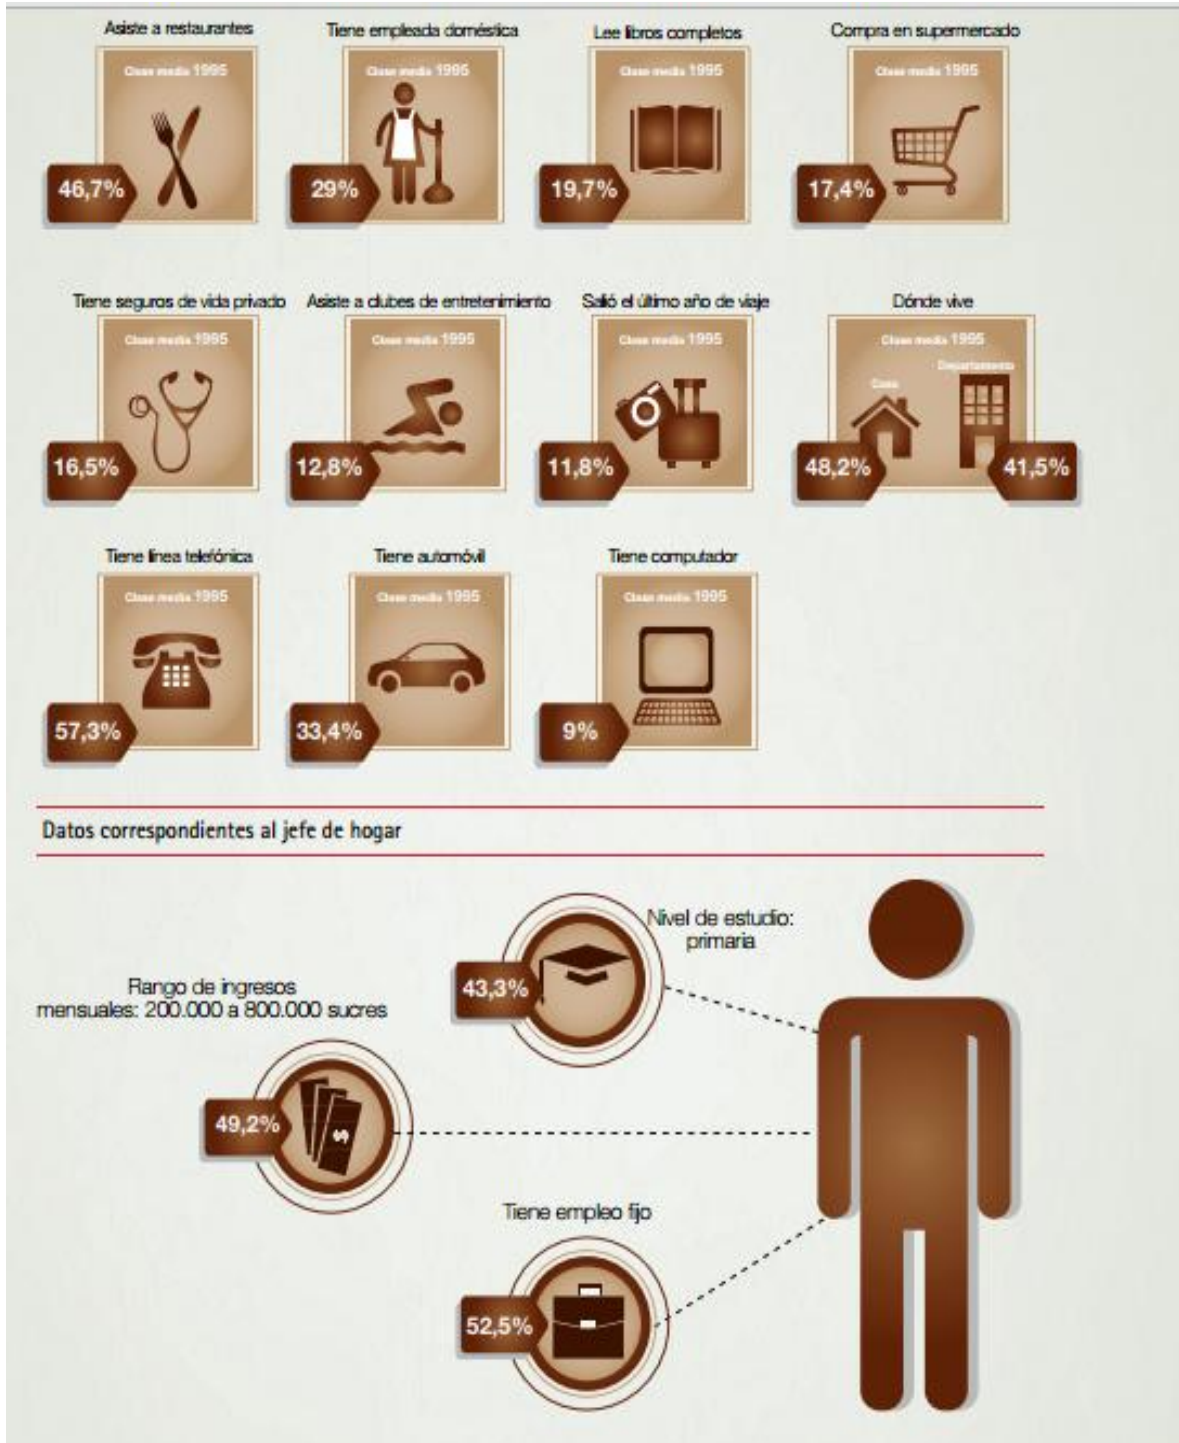 Asiste a restaurantes
Tiene empleada doméstica
Lee libros completos
Compra en supermercado
Clase media 1995
Clase media 1995
Clase media 1995
Clase media 1995
46,7%
29%
19,7%
17,4%
Tiene seguros de vida privado
Asiste a clubes de entretenimiento
Salió el último año de viaje
Dónde vive
Clase media 1995
Clase media 1995
Clase media 1995
Clase media 1995
Departamento
Casa
16,5%
12,8%
11,8%
48,2%
41,5%
Tiene línea telefónica
Tiene automóvil
Tiene computador
Clase media 1995
Clase media 1995
Clase media 1995
57,3%
33,4%
9%
Datos correspondientes al jefe de hogar
Nivel de estudio:
primaria
43,3%
Rango de ingresos
mensuales: 200.000 a 800.000 sucres
49,2%
$
Tiene empleo fijo
52,5%